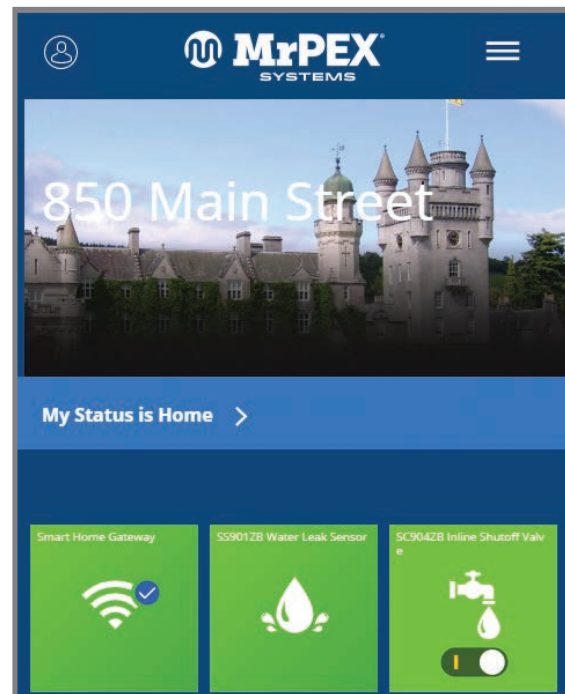 MrPEX
SYSTEMS
850 Main Street
My Status is Home
Smart Home Gateway
SS901ZB Water Leak Sensor
SC904ZB Inline Shutoff Valv
e